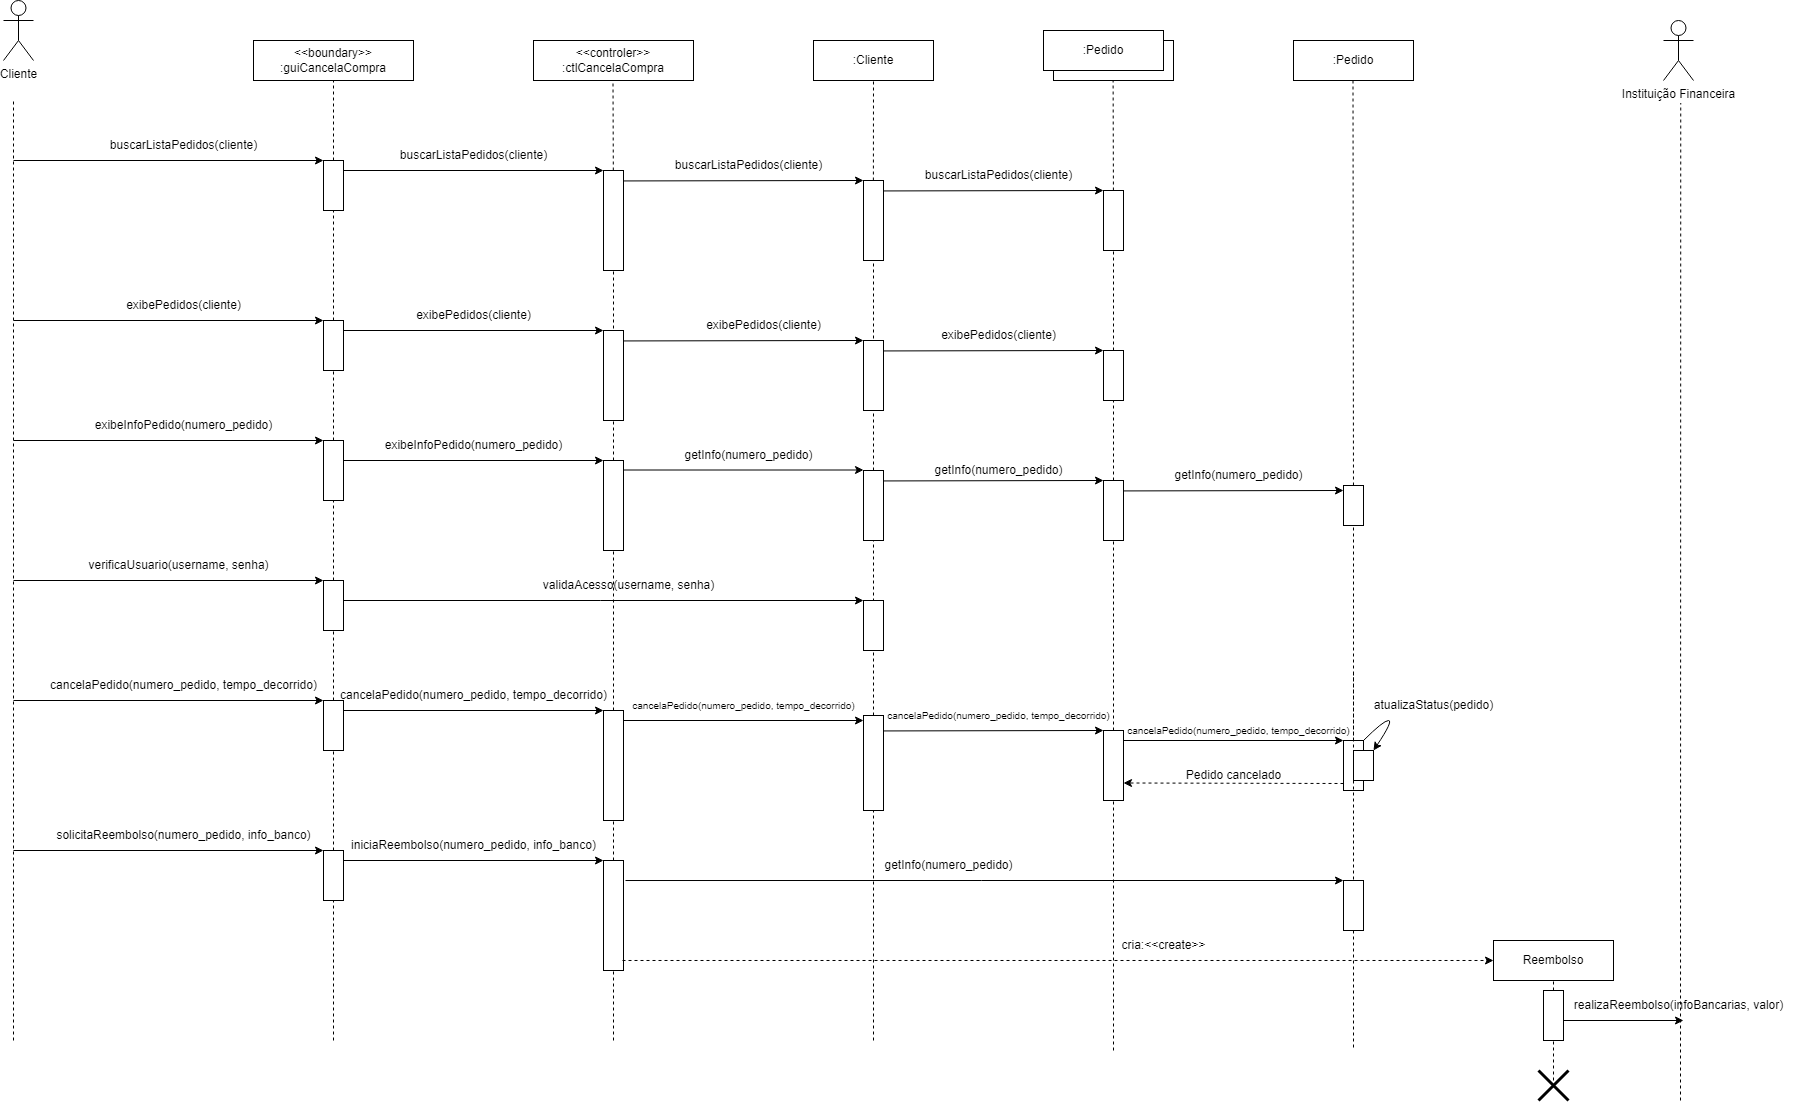 Cliente
<<boundary>>
:guiCancelaCompra
<<controler>>
:ctlCancelaCompra
:Cliente
:Pedido
:Pedido
Instituição Financeira
buscarListaPedidos(cliente)
buscarListaPedidos(cliente)
buscarListaPedidos(cliente)
buscarListaPedidos(cliente)
exibePedidos(cliente)
exibePedidos(cliente)
exibePedidos(cliente)
exibePedidos(cliente)
exibeInfoPedido(numero_pedido)
exibeInfoPedido(numero_pedido)
getInfo(numero_pedido)
getInfo(numero_pedido)
getInfo(numero_pedido)
verificaUsuario(username, senha)
validaAcesso(username, senha)
cancelaPedido(numero_pedido, tempo_decorrido)
cancelaPedido(numero_pedido, tempo_decorrido)
cancelaPedido(numero_pedido, tempo_decorrido)
cancelaPedido(numero_pedido, tempo_decorrido)
cancelaPedido(numero_pedido, tempo_decorrido)
atualizaStatus(pedido)
Pedido cancelado
solicitaReembolso(numero_pedido, info_banco)
iniciaReembolso(numero_pedido, info_banco)
getInfo(numero_pedido)
cria:<<create>>
Reembolso
realizaReembolso(infoBancarias, valor)